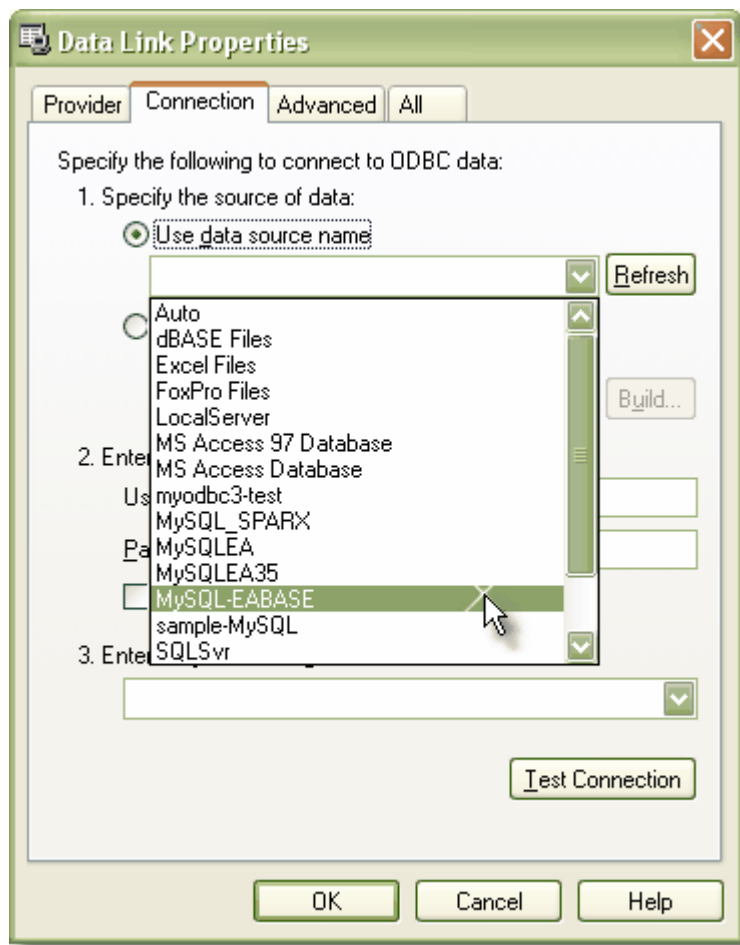 Data Link Properties
Provider Connection Advanced All
Specify the following to connect to ODBC data:
1. Specify the source of data:
Use data source name
Refresh
Auto
dBASE Files
Excel Files
FoxPro Files
Build...
LocalServer
MS Access 97 Database
2. Enter
MS Access Database
Us
myodbc3-test
MySQL_SPARX
Pa
MySQLEA
MySQLEA35
MySQL-EABASE
sample-MySQL
3. Enter
SQLSvr
Test Connection
OK Cancel Help